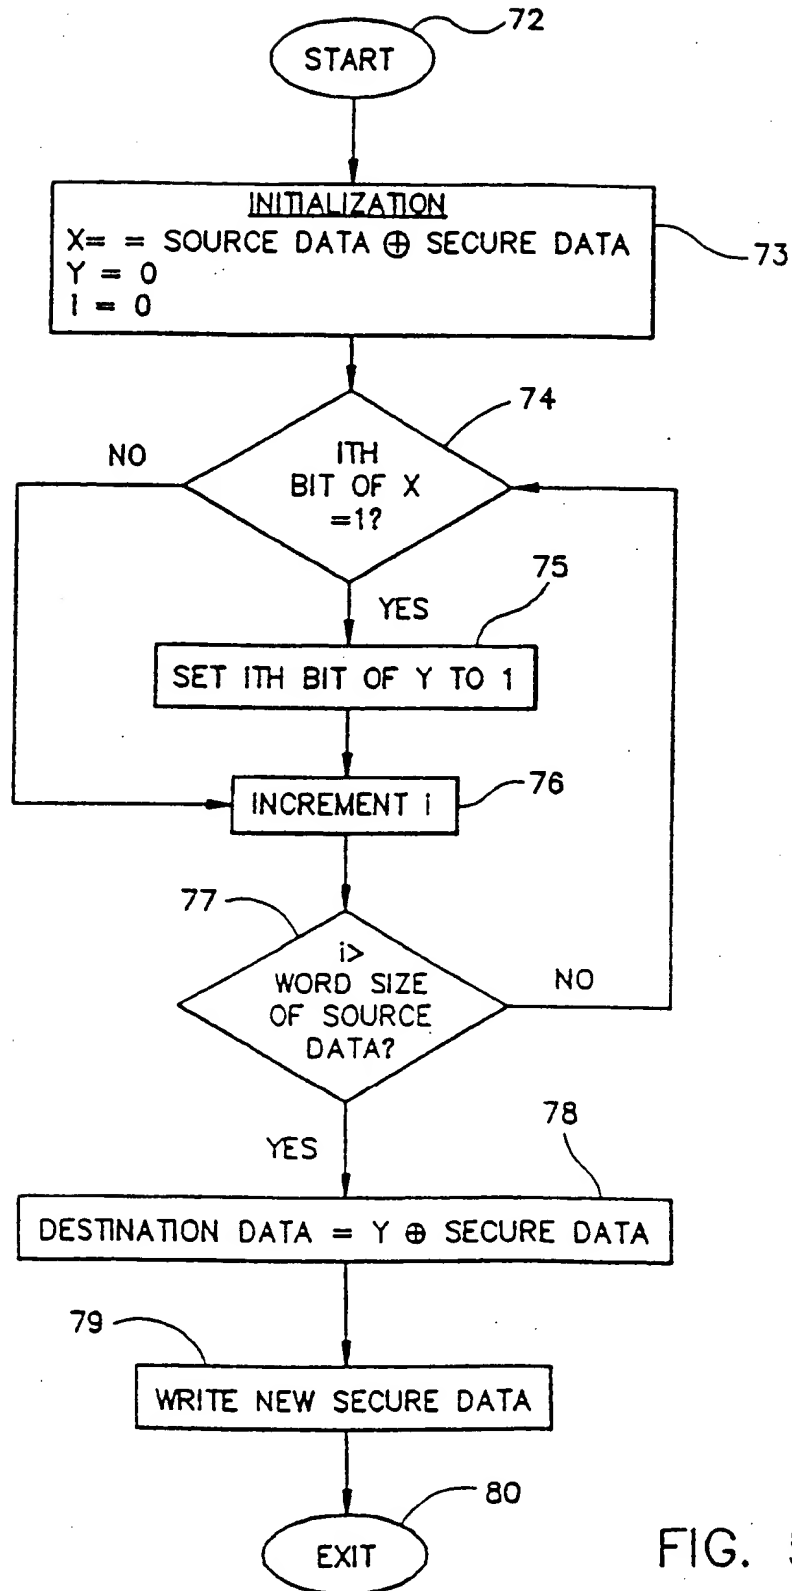 72
START
INITIALIZATION
X= = SOURCE DATA ⊕ SECURE DATA
Y = 0
I = 0
73
74
NO
ITH
BIT OF X
=1?
75
YES
SET ITH BIT OF Y TO 1
76
INCREMENT i
77
i>
WORD SIZE
OF SOURCE
DATA?
NO
YES
78
DESTINATION DATA = Y ⊕ SECURE DATA
79
WRITE NEW SECURE DATA
80
EXIT
FIG.